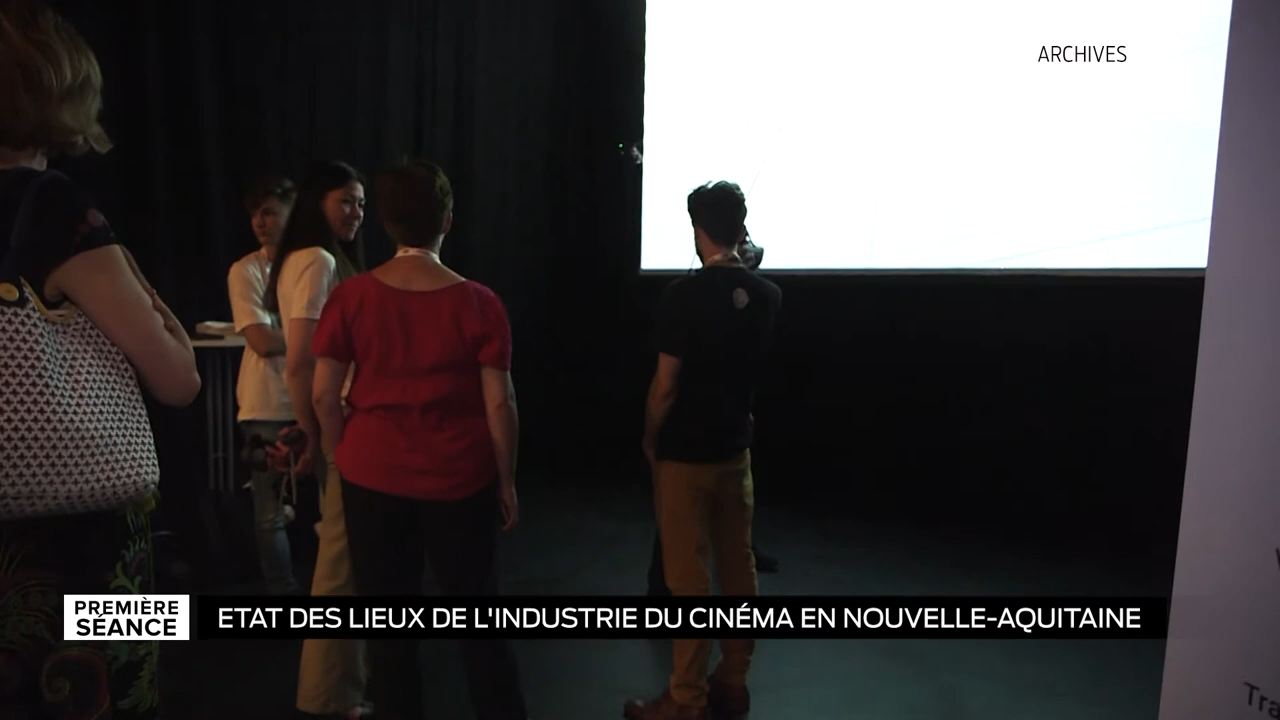 ARCHIVES
PREMIÈRE
SÉANCE
ETAT DES LIEUX DE L'INDUSTRIE DU CINÉMA EN NOUVELLE-AQUITAINE